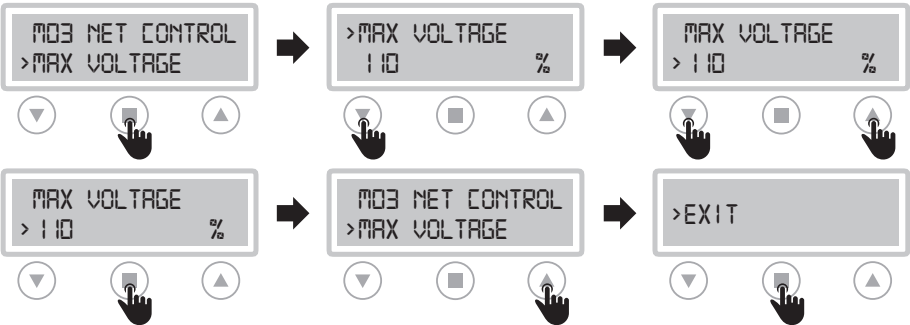 MD3 NET CONTROL
>MAX VOLTAGE
>MAX VOLTAGE
110 %
MAX VOLTAGE
>110 %
MAX VOLTAGE
>110 %
MD3 NET CONTROL
>MAX VOLTAGE
>EXIT